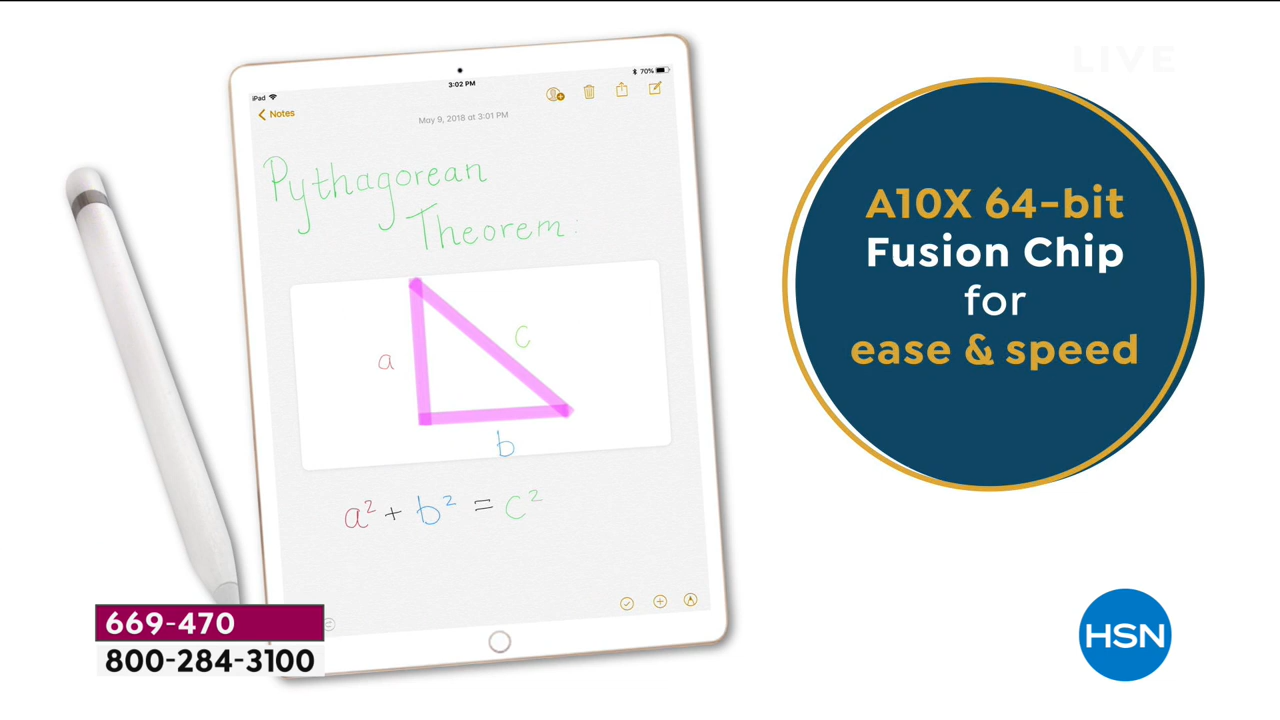 LIVE
iPad
3:02 PM
70%
Notes
May 9, 2018 at 3:01 PM
Pythagorean
Theorem:
a
c
b
a² + b² = c²
A10X 64-bit
Fusion Chip
for
ease & speed
669-470
800-284-3100
HSN